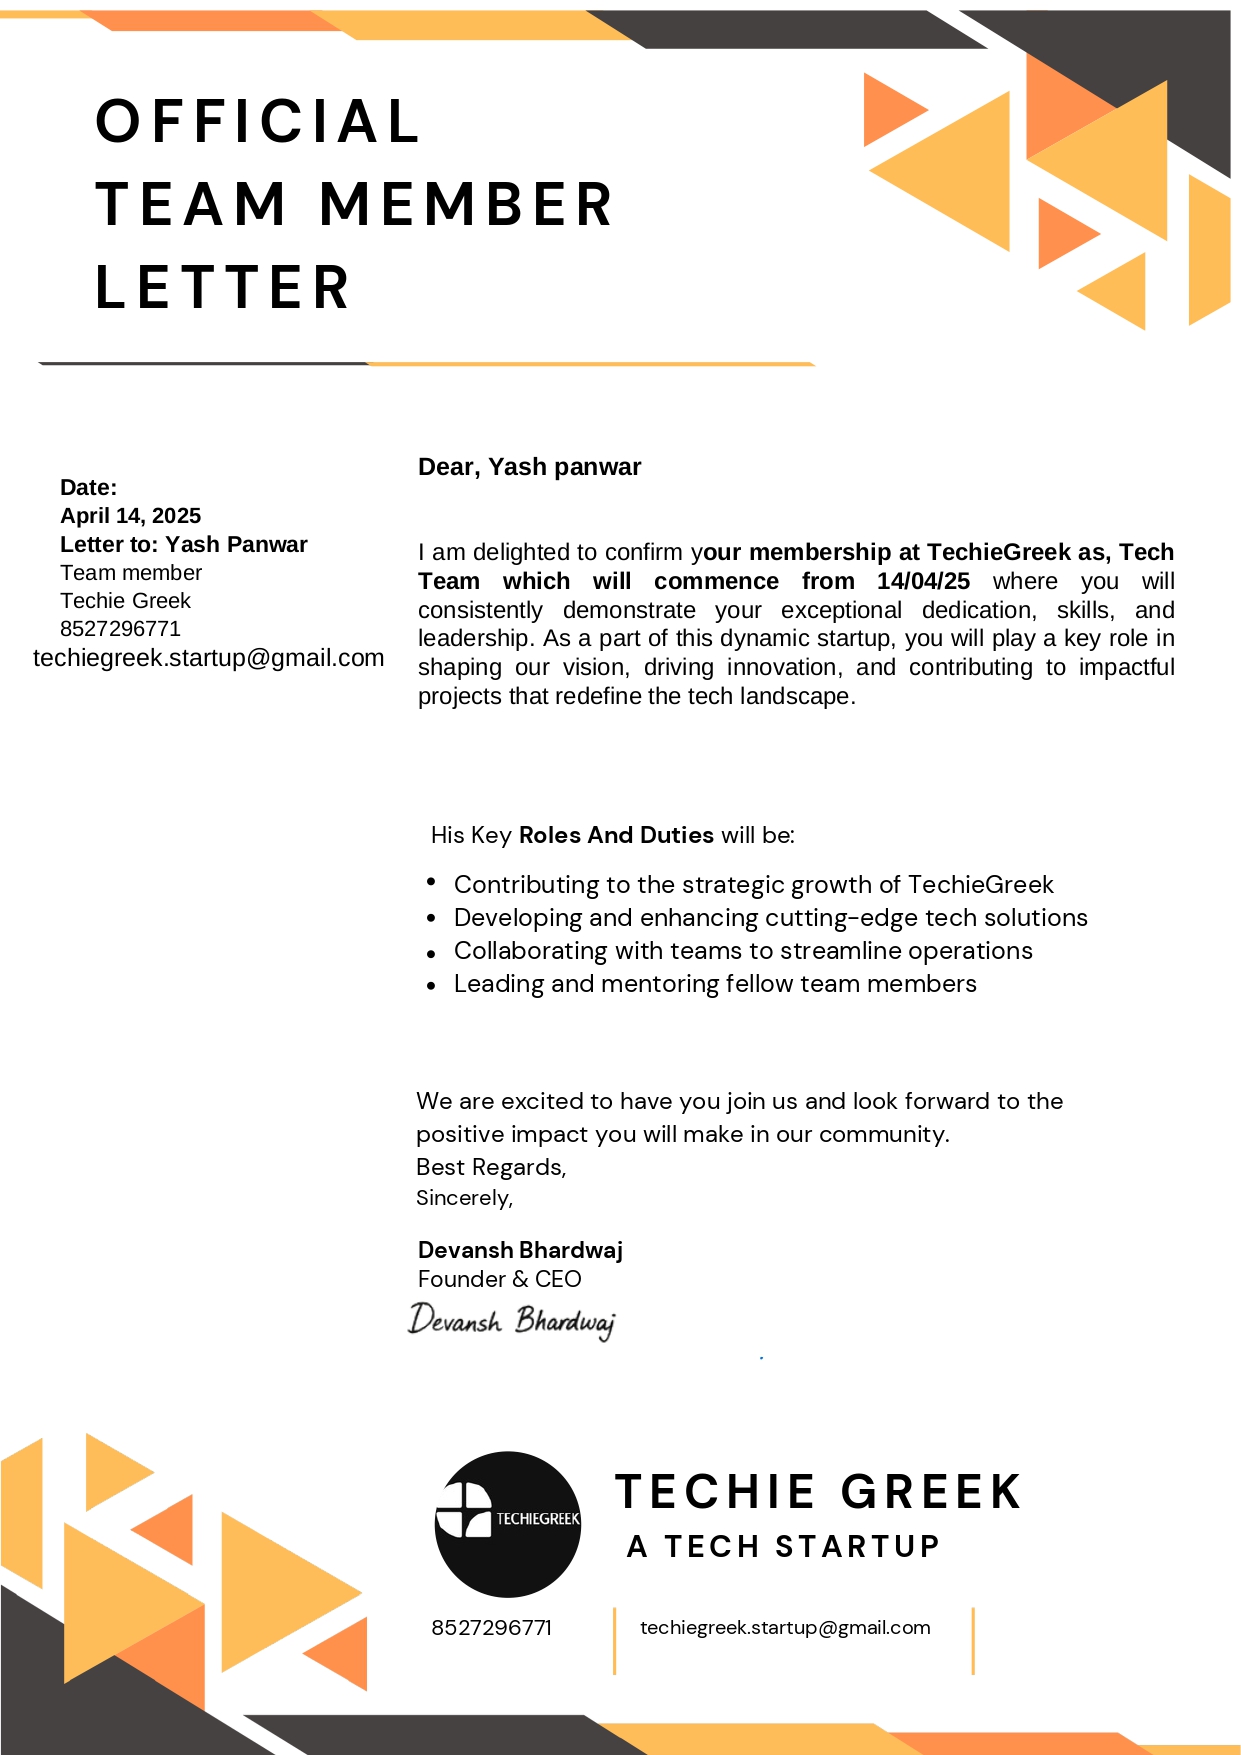 OFFICIAL
TEAM MEMBER
LETTER
Date:
April 14, 2025
Letter to: Yash Panwar
Team member
Techie Greek
8527296771
techiegreek.startup@gmail.com
Dear, Yash panwar
I am delighted to confirm your membership at TechieGreek as, Tech
Team which will commence from 14/04/25 where you will
consistently demonstrate your exceptional dedication, skills, and
leadership. As a part of this dynamic startup, you will play a key role in
shaping our vision, driving innovation, and contributing to impactful
projects that redefine the tech landscape.
His Key Roles And Duties will be:
• Contributing to the strategic growth of TechieGreek
• Developing and enhancing cutting-edge tech solutions
• Collaborating with teams to streamline operations
• Leading and mentoring fellow team members
We are excited to have you join us and look forward to the
positive impact you will make in our community.
Best Regards,
Sincerely,
Devansh Bhardwaj
Founder & CEO
Devansh Bhardwaj
TECHIEGREEK
TECHIE GREEK
A TECH STARTUP
8527296771
techiegreek.startup@gmail.com